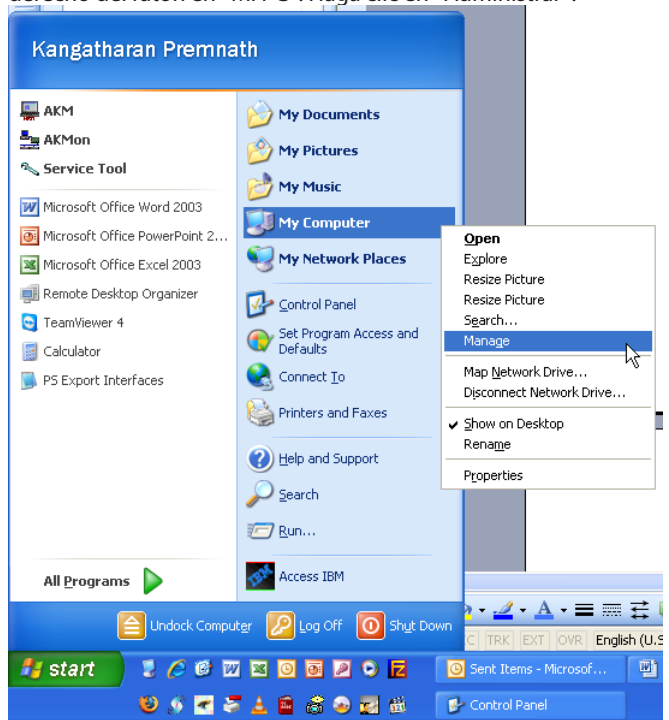 Kangatharan Premnath
AKM
AKMon
Service Tool
Microsoft Office Word 2003
Microsoft Office PowerPoint 2...
Microsoft Office Excel 2003
Remote Desktop Organizer
TeamViewer 4
Calculator
PS Export Interfaces
All Programs
My Documents
My Pictures
My Music
My Computer
My Network Places
Control Panel
Set Program Access and
Defaults
Connect To
Printers and Faxes
Help and Support
Search
Run...
Access IBM
Open
Explore
Resize Picture
Resize Picture
Search...
Manage
Map Network Drive...
Disconnect Network Drive...
Show on Desktop
Rename
Properties
Undock Computer
Log Off
Shut Down
TRK EXT OVR English (U.S
start
Sent Items - Microsof...
Control Panel